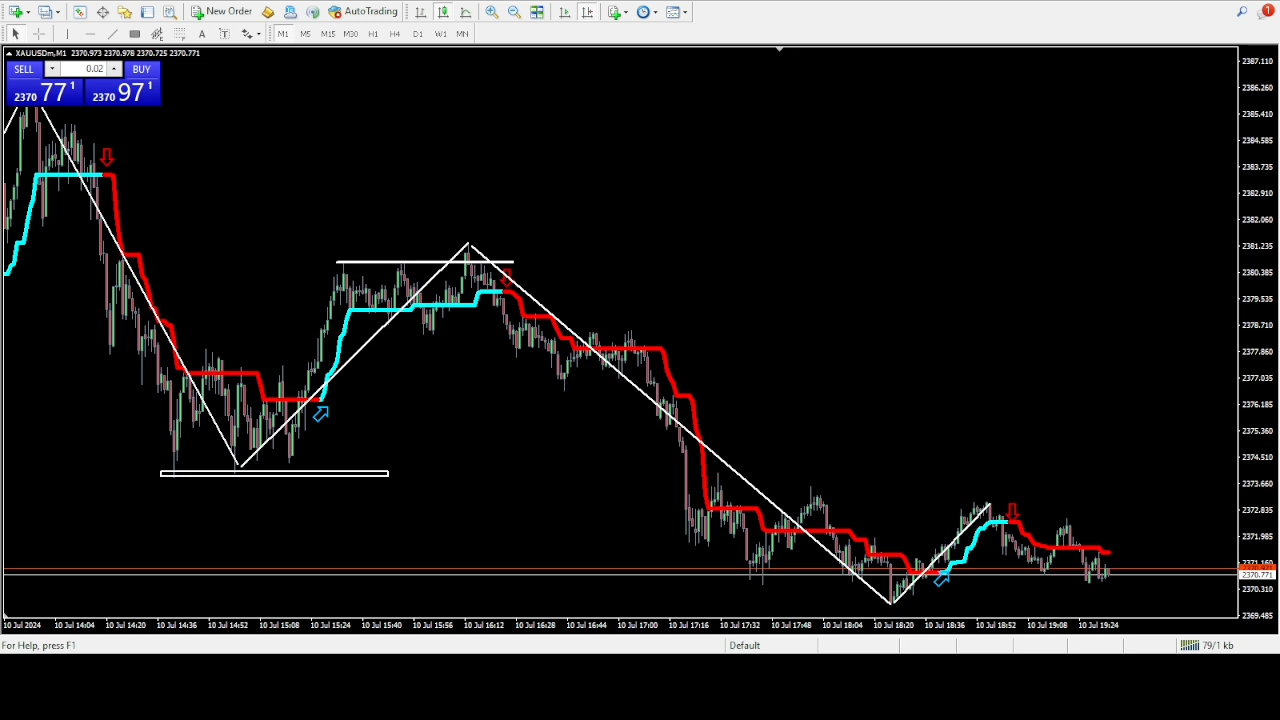 New Order
AutoTrading
1
A
T
M1 M5 M15 M30 H1 H4 D1 W1 MN
XAUUSDm,M1 2370.973 2370.978 2370.725 2370.771
SELL 0.02 BUY
2370 77 1 2370 97 1
2387.110
2386.260
2385.410
2384.585
2383.735
2382.910
2382.060
2381.235
2380.385
2379.535
2378.710
2377.860
2377.035
2376.185
2375.360
2374.510
2373.660
2372.835
2371.985
2371.160
2370.971
2370.771
2370.310
2369.485
10 Jul 2024 10 Jul 14:04 10 Jul 14:20 10 Jul 14:36 10 Jul 14:52 10 Jul 15:08 10 Jul 15:24 10 Jul 15:40 10 Jul 15:56 10 Jul 16:12 10 Jul 16:28 10 Jul 16:44 10 Jul 17:00 10 Jul 17:16 10 Jul 17:32 10 Jul 17:48 10 Jul 18:04 10 Jul 18:20 10 Jul 18:36 10 Jul 18:52 10 Jul 19:08 10 Jul 19:24
For Help, press F1
Default
79/1 kb